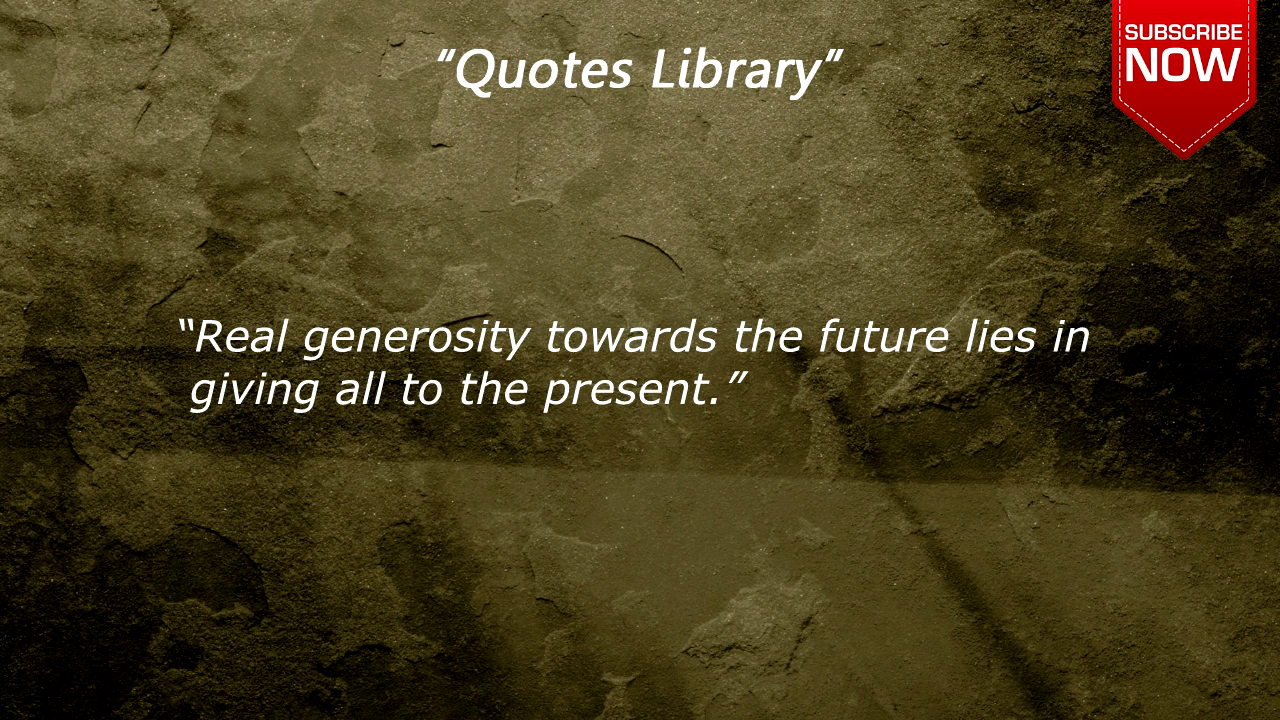 “Quotes Library”
SUBSCRIBE
NOW
“Real generosity towards the future lies in
giving all to the present.”